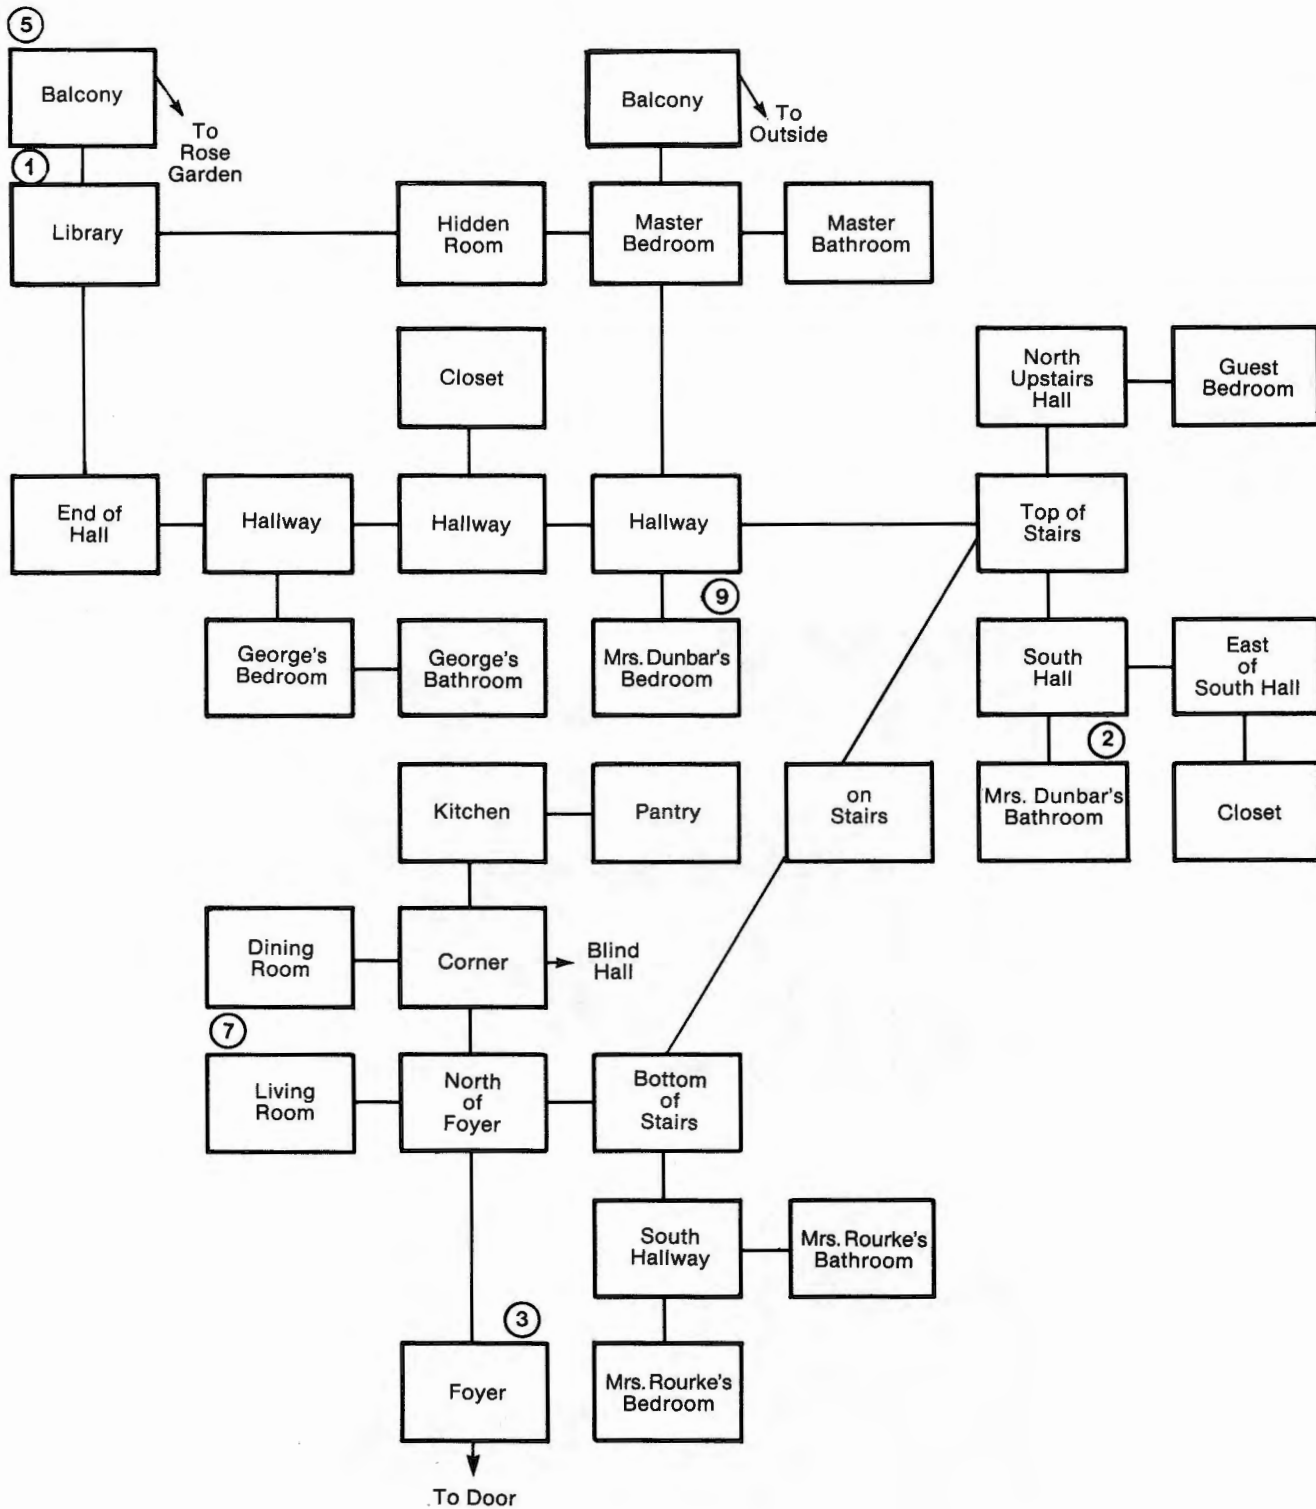 5
Balcony
To
Rose
Garden
Balcony
To
Outside
1
Library
Hidden
Room
Master
Bedroom
Master
Bathroom
Closet
North
Upstairs
Hall
Guest
Bedroom
End of
Hall
Hallway
Hallway
Hallway
Top of
Stairs
9
George's
Bedroom
George's
Bathroom
Mrs. Dunbar's
Bedroom
South
Hall
East
of
South Hall
2
Kitchen
Pantry
on
Stairs
Mrs. Dunbar's
Bathroom
Closet
Dining
Room
Corner
Blind
Hall
7
Living
Room
North
of
Foyer
Bottom
of
Stairs
South
Hallway
Mrs. Rourke's
Bathroom
3
Foyer
Mrs. Rourke's
Bedroom
To Door